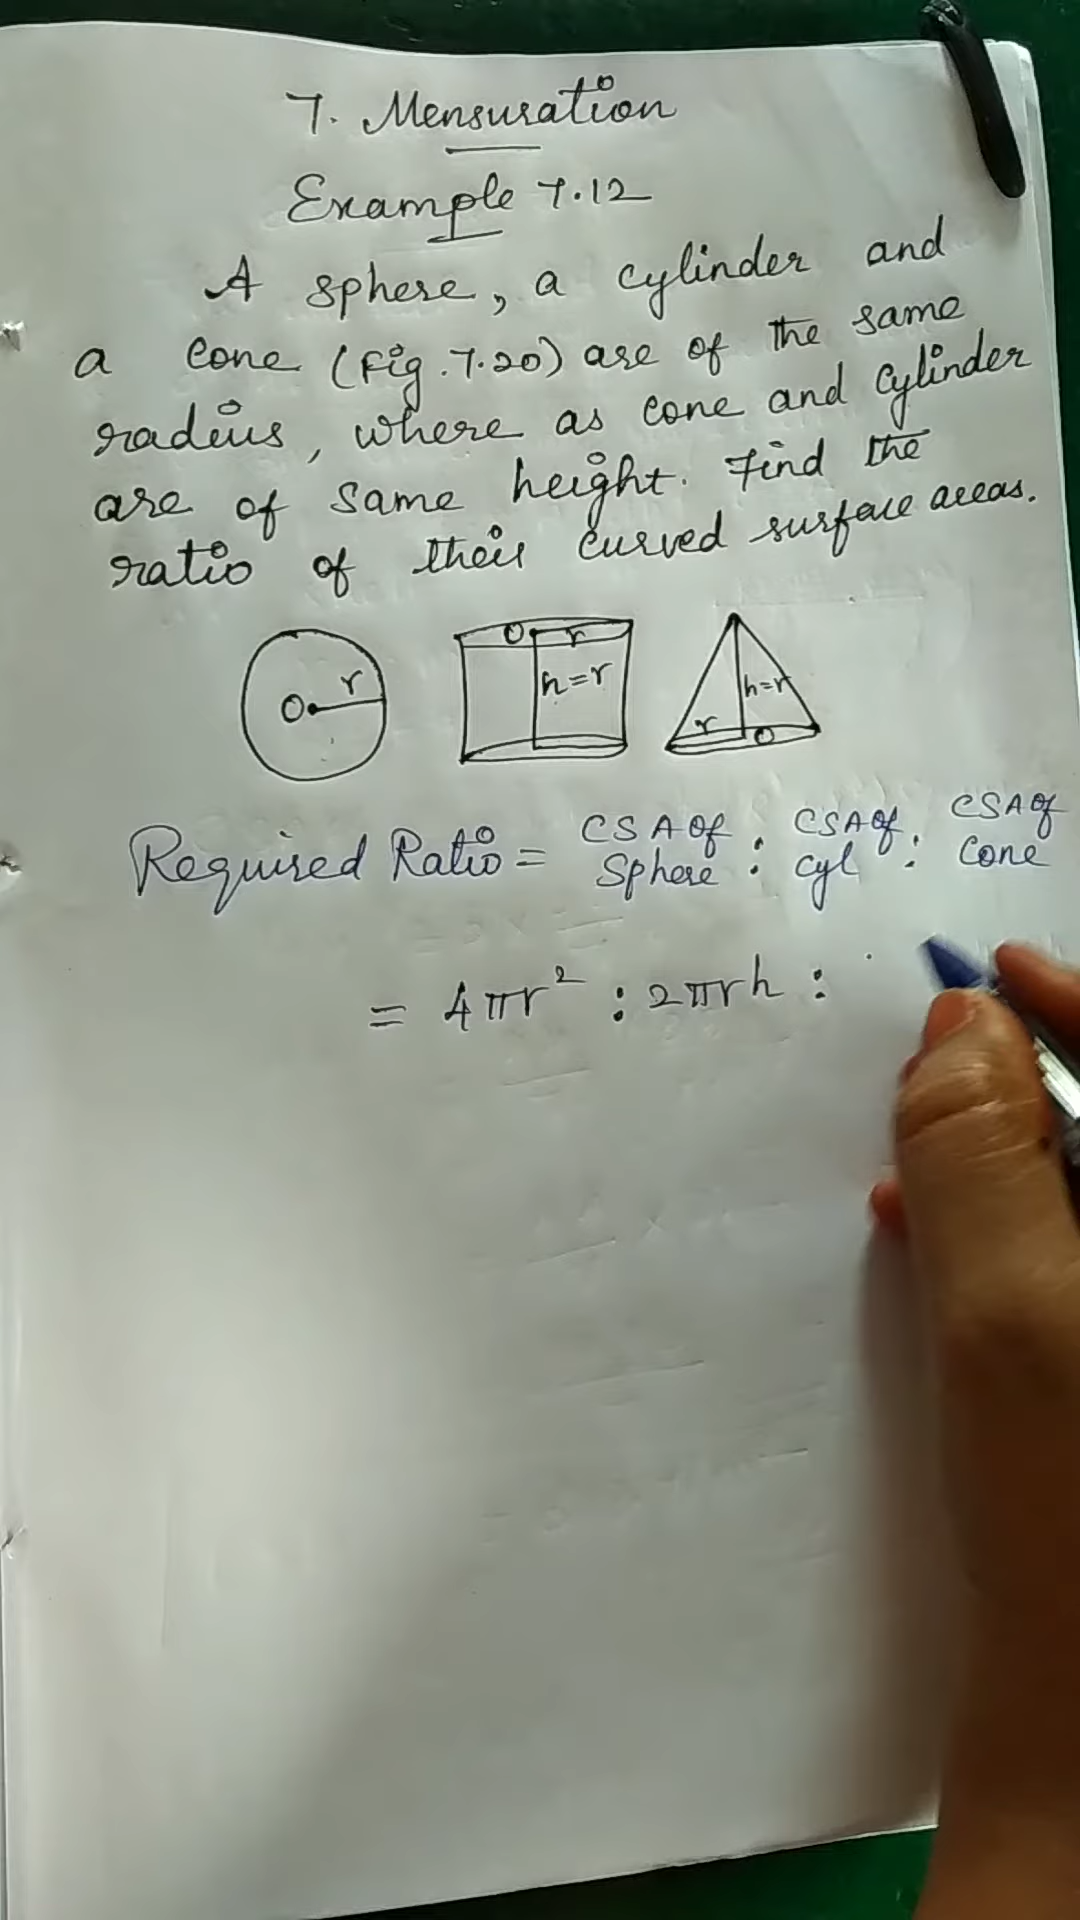 7. Mensuration
Example 7.12
A sphere, a cylinder and
a cone (Fig. 7.20) are of the same
radius, where as cone and cylinder
are of same height. Find the
ratio of their curved surface areas.
O r
O r h=r
h=r r O
Required Ratio = CSA of Sphere : CSA of Cyl : CSA of Cone
= 4πr² : 2πrh :